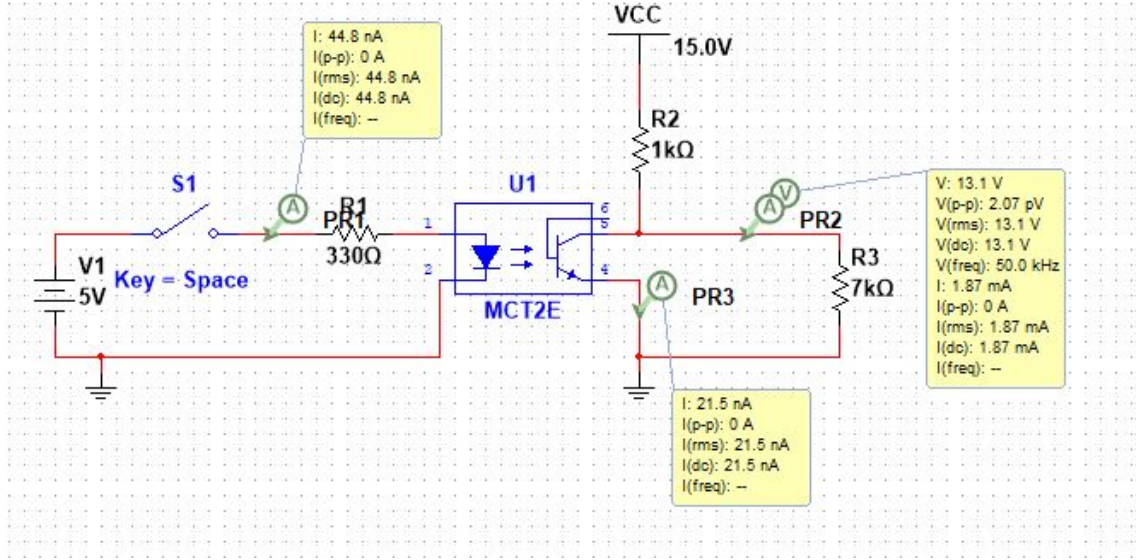 I: 44.8 nA
I(p-p): 0 A
I(rms): 44.8 nA
I(dc): 44.8 nA
I(freq): --
VCC
15.0V
R2
1kΩ
S1
A
PR1
R1
330Ω
Key = Space
V1
5V
U1
1
2
6
5
4
MCT2E
A
V
PR2
R3
7kΩ
A
PR3
V: 13.1 V
V(p-p): 2.07 pV
V(rms): 13.1 V
V(dc): 13.1 V
V(freq): 50.0 kHz
I: 1.87 mA
I(p-p): 0 A
I(rms): 1.87 mA
I(dc): 1.87 mA
I(freq): --
I: 21.5 nA
I(p-p): 0 A
I(rms): 21.5 nA
I(dc): 21.5 nA
I(freq): --